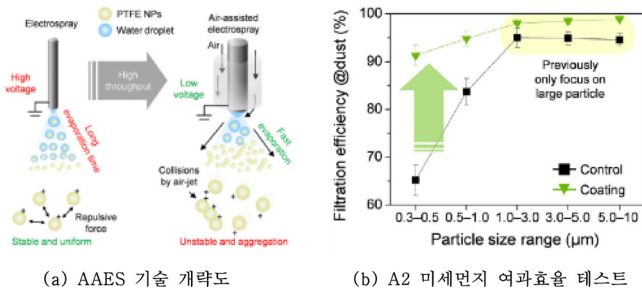 Electrospray
PTFE NPs
Water droplet
Air-assisted
electrospray
Air
High
voltage
High
throughput
Low
voltage
Long
evaporation time
Fast
evaporation
Collisions
by air-jet
Repulsive
force
Stable and uniform
Unstable and aggregation
(a) AAES 기술 개략도
Filtration efficiency @dust (%)
100
90
80
70
60
Previously
only focus on
large particle
Control
Coating
0.3–0.5
0.5–1.0
1.0–3.0
3.0–5.0
5.0–10
Particle size range (μm)
(b) A2 미세먼지 여과효율 테스트